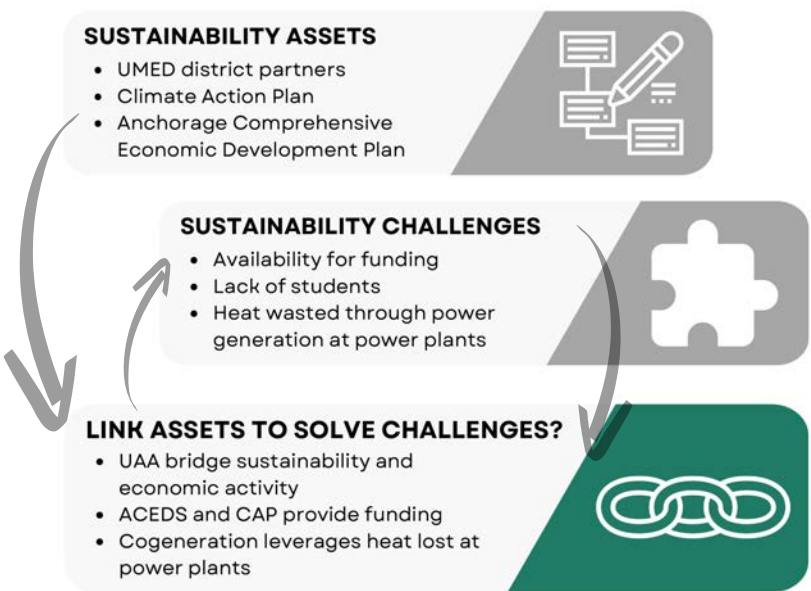 SUSTAINABILITY ASSETS
• UMED district partners
• Climate Action Plan
• Anchorage Comprehensive
Economic Development Plan
SUSTAINABILITY CHALLENGES
• Availability for funding
• Lack of students
• Heat wasted through power
generation at power plants
LINK ASSETS TO SOLVE CHALLENGES?
• UAA bridge sustainability and
economic activity
• ACEDS and CAP provide funding
• Cogeneration leverages heat lost at
power plants